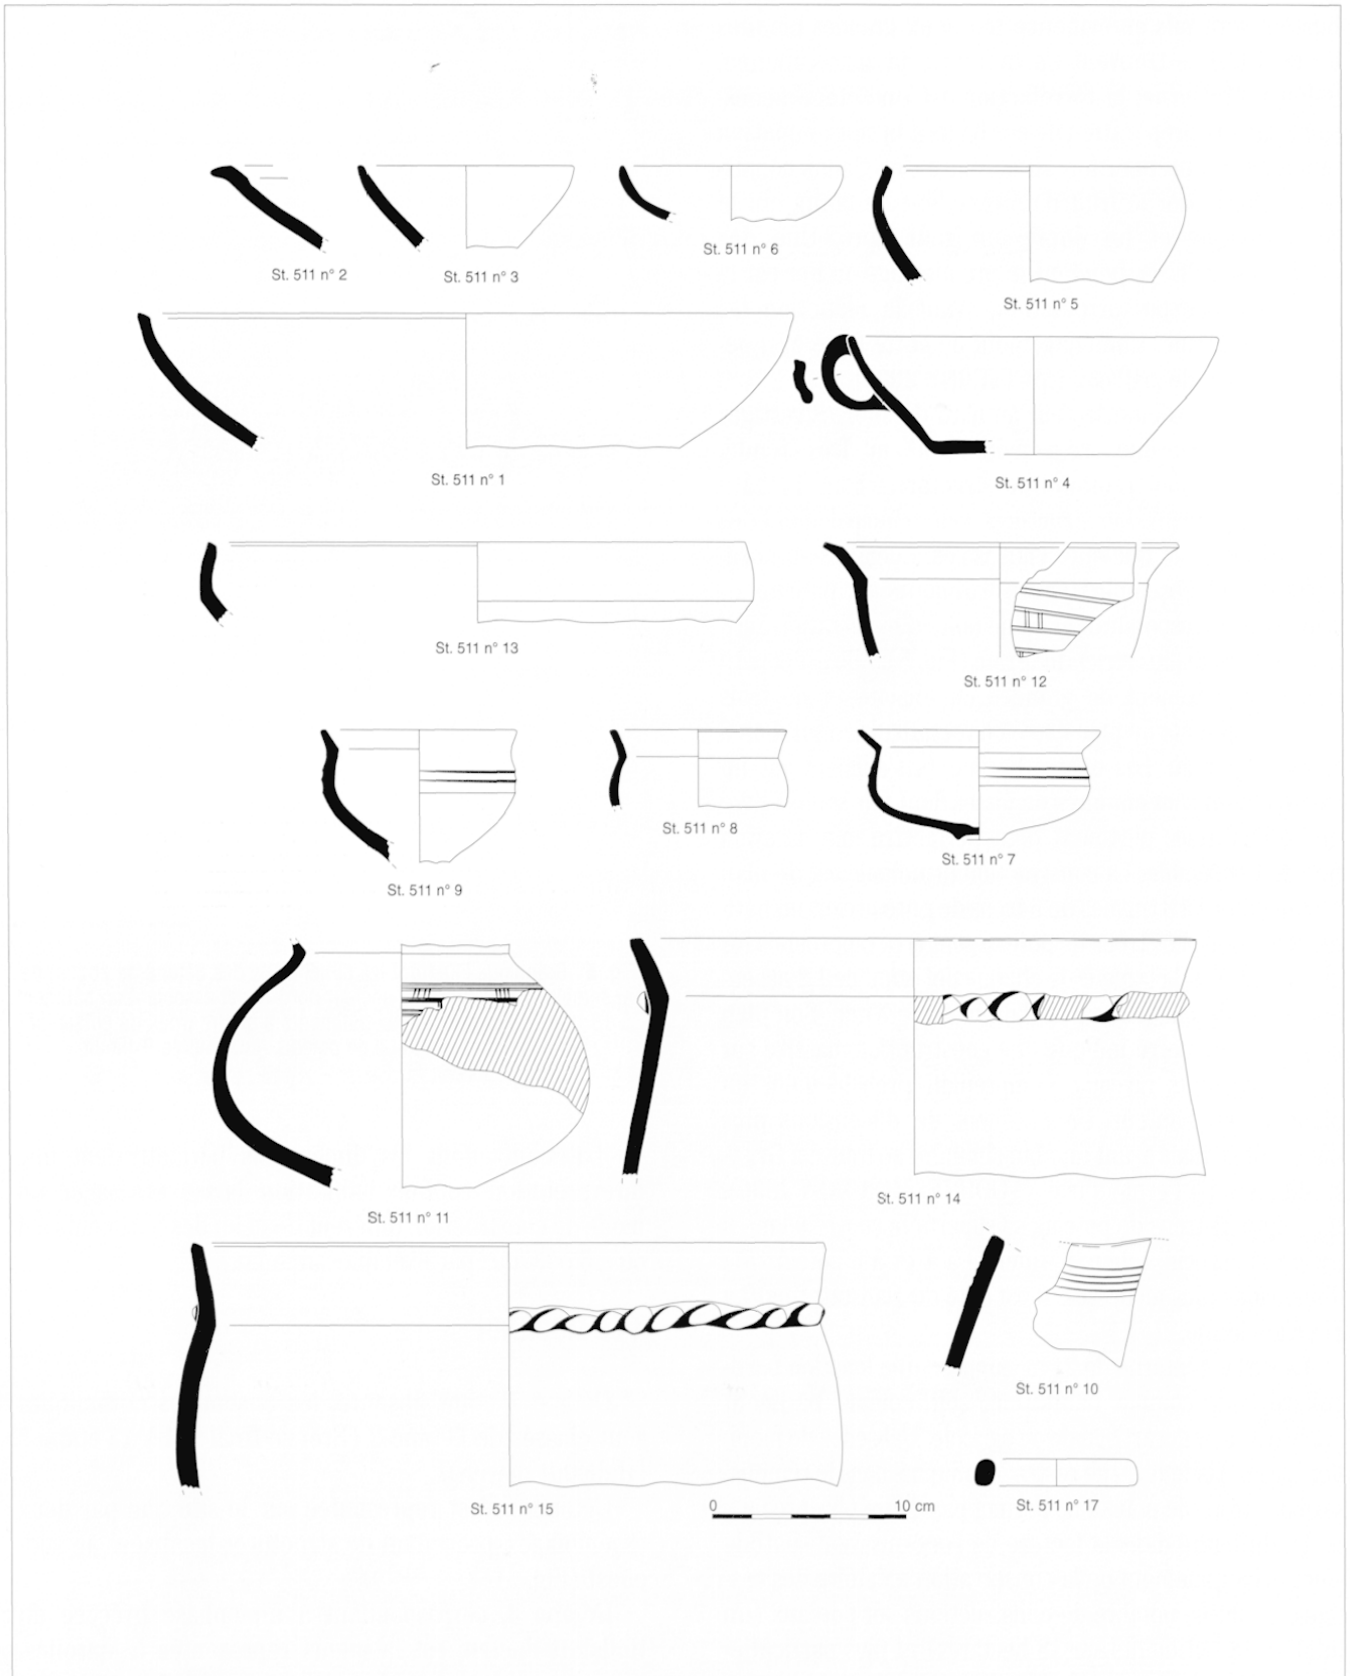 St. 511 n° 2
St. 511 n° 3
St. 511 n° 6
St. 511 n° 5
St. 511 n° 1
St. 511 n° 4
St. 511 n° 13
St. 511 n° 12
St. 511 n° 9
St. 511 n° 8
St. 511 n° 7
St. 511 n° 11
St. 511 n° 14
St. 511 n° 10
St. 511 n° 15
0 10 cm
St. 511 n° 17